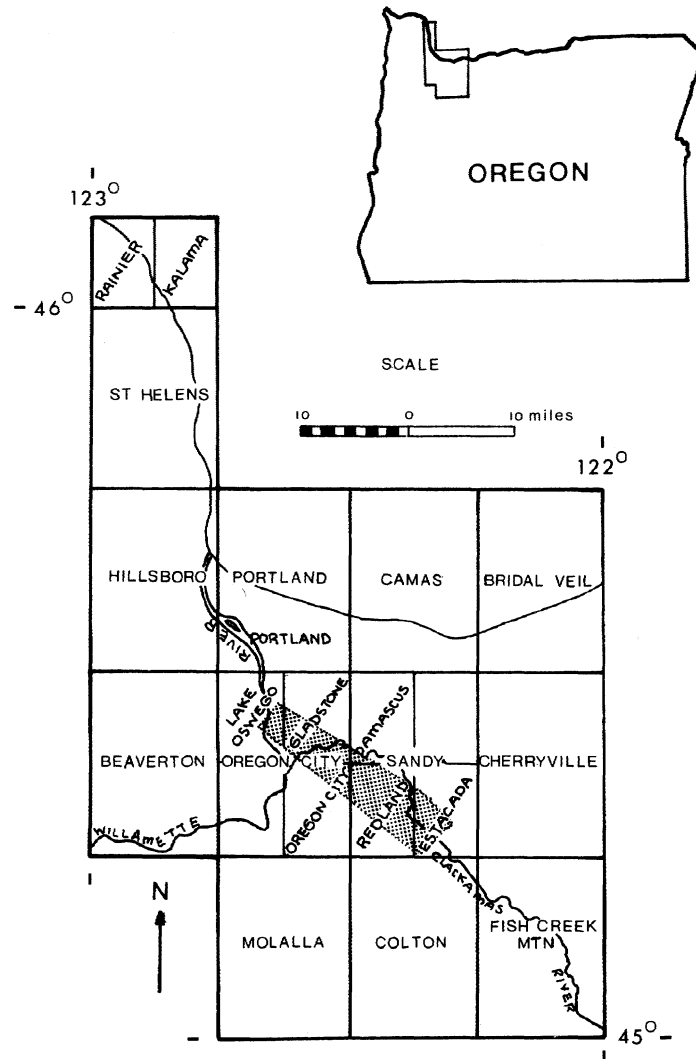 OREGON
123°
RAINIER
KALAMA
- 46°
SCALE
ST HELENS
10 0 10 miles
122°
HILLSBORO
PORTLAND
CAMAS
BRIDAL VEIL
RIVER
PORTLAND
LAKE
OSWEGO
GLADSTONE
DAMASCUS
BEAVERTON
OREGON CITY
SANDY
CHERRYVILLE
WILLAMETTE
OREGON CITY
REDLAND
ESTACADA
CLACKAMAS
N
MOLALLA
COLTON
FISH CREEK
MTN
RIVER
45° -